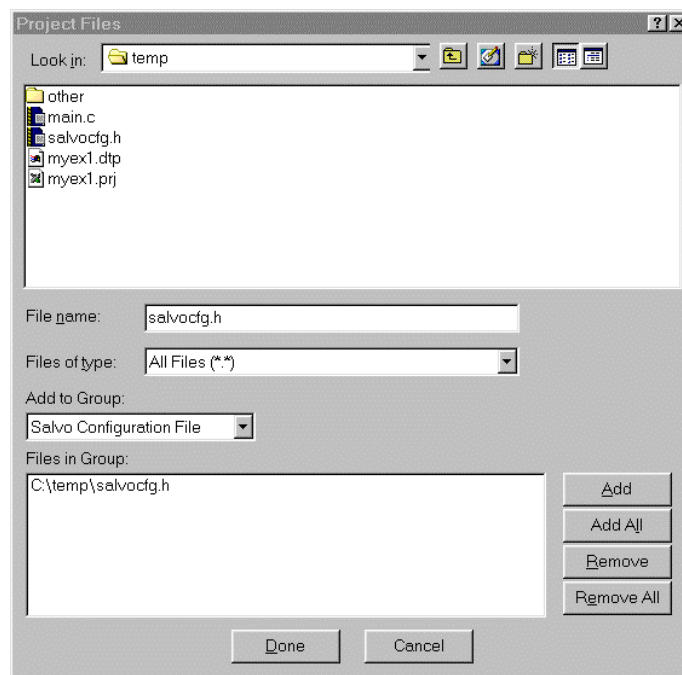 Project Files
Look in: temp
other
main.c
salvocfg.h
myex1.dtp
myex1.prj
File name: salvocfg.h
Files of type: All Files (*.*)
Add to Group:
Salvo Configuration File
Files in Group:
C:\temp\salvocfg.h
Add
Add All
Remove
Remove All
Done Cancel